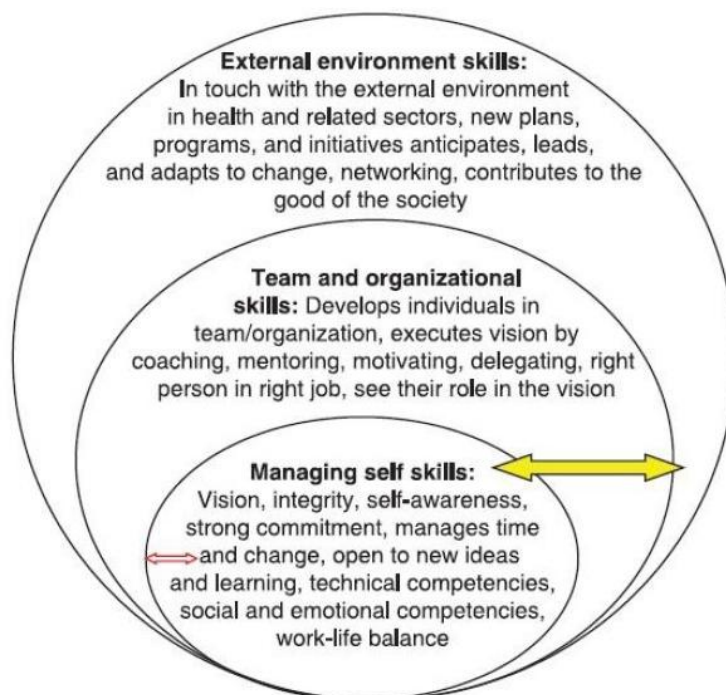 External environment skills:
In touch with the external environment
in health and related sectors, new plans,
programs, and initiatives anticipates, leads,
and adapts to change, networking, contributes to the
good of the society
Team and organizational
skills: Develops individuals in
team/organization, executes vision by
coaching, mentoring, motivating, delegating, right
person in right job, see their role in the vision
Managing self skills:
Vision, integrity, self-awareness,
strong commitment, manages time
and change, open to new ideas
and learning, technical competencies,
social and emotional competencies,
work-life balance